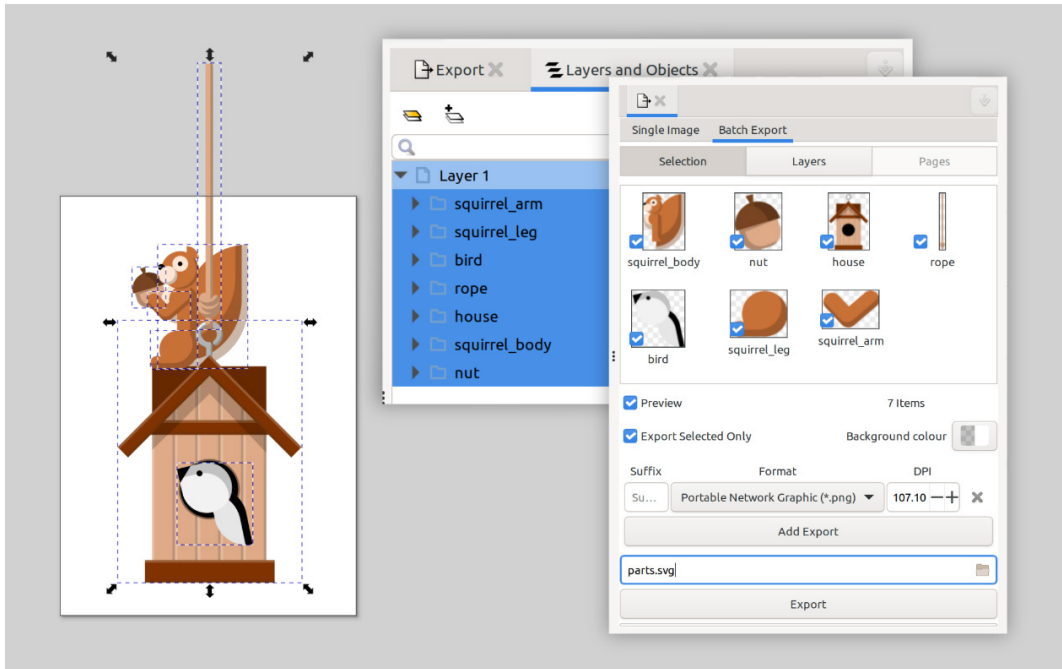 Export
Layers and Objects
Layer 1
squirrel_arm
squirrel_leg
bird
rope
house
squirrel_body
nut
Single Image Batch Export
Selection Layers Pages
squirrel_body nut house rope
bird squirrel_leg squirrel_arm
Preview 7 Items
Export Selected Only Background colour
Suffix Format DPI
Su... Portable Network Graphic (*.png) 107.10
Add Export
parts.svg
Export